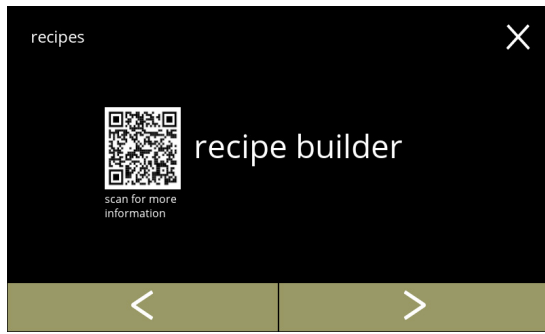 recipes
recipe builder
scan for more
information